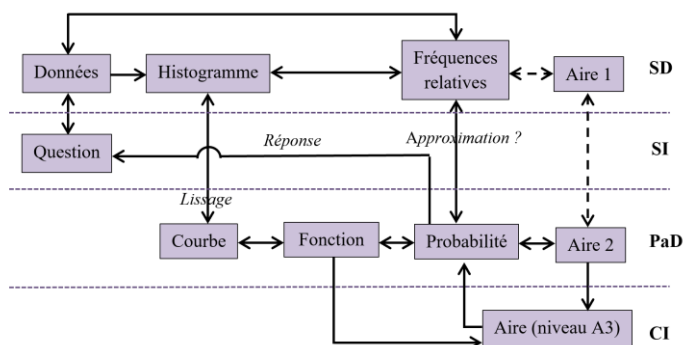 Données
Histogramme
Fréquences
relatives
Aire 1
SD
Question
Réponse
Approximation ?
SI
Lissage
Courbe
Fonction
Probabilité
Aire 2
PaD
Aire (niveau A3)
CI